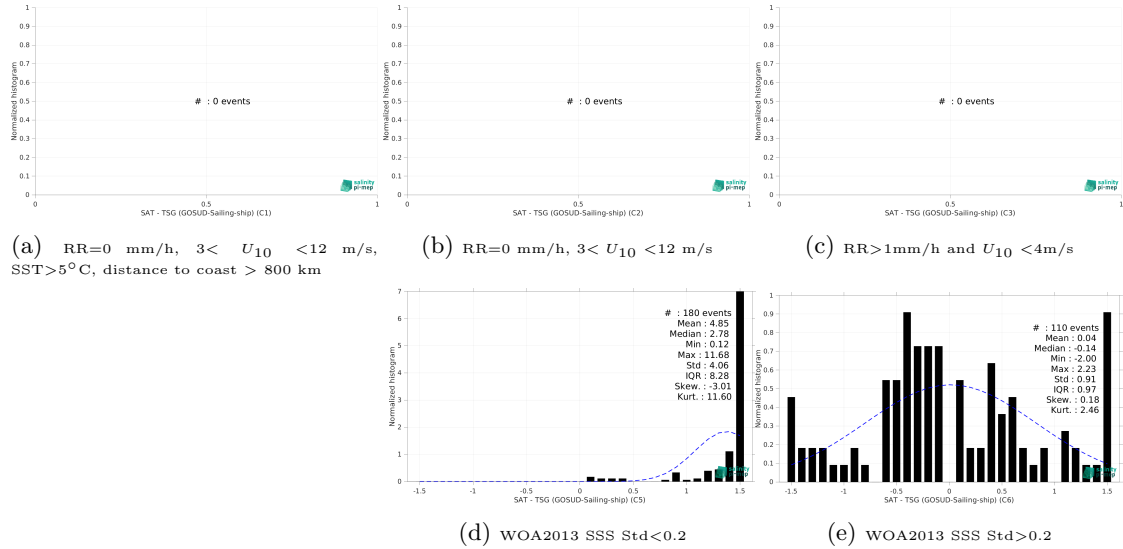 1
0.9
0.8
0.7
0.6
0.5
0.4
0.3
0.2
0.1
0
Normalized histogram
# : 0 events
salinity
pi-mep
0 0.5 1
SAT - TSG (GOSUD-Sailing-ship) (C1)
1
0.9
0.8
0.7
0.6
0.5
0.4
0.3
0.2
0.1
0
Normalized histogram
# : 0 events
salinity
pi-mep
0 0.5 1
SAT - TSG (GOSUD-Sailing-ship) (C2)
1
0.9
0.8
0.7
0.6
0.5
0.4
0.3
0.2
0.1
0
Normalized histogram
# : 0 events
salinity
pi-mep
0 0.5 1
SAT - TSG (GOSUD-Sailing-ship) (C3)
(a) RR=0 mm/h, 3< U10 <12 m/s,
SST>5°C, distance to coast > 800 km
(b) RR=0 mm/h, 3< U10 <12 m/s
(c) RR>1mm/h and U10 <4m/s
7
6
5
4
3
2
1
0
Normalized histogram
# : 180 events
Mean : 4.85
Median : 2.78
Min : 0.12
Max : 11.68
Std : 4.06
IQR : 8.28
Skew. : -3.01
Kurt. : 11.60
salinity
pi-mep
-1.5 -1 -0.5 0 0.5 1 1.5
SAT - TSG (GOSUD-Sailing-ship) (C5)
1
0.9
0.8
0.7
0.6
0.5
0.4
0.3
0.2
0.1
0
Normalized histogram
# : 110 events
Mean : 0.04
Median : -0.14
Min : -2.00
Max : 2.23
Std : 0.91
IQR : 0.97
Skew. : 0.18
Kurt. : 2.46
salinity
pi-mep
-1.5 -1 -0.5 0 0.5 1 1.5
SAT - TSG (GOSUD-Sailing-ship) (C6)
(d) WOA2013 SSS Std<0.2
(e) WOA2013 SSS Std>0.2